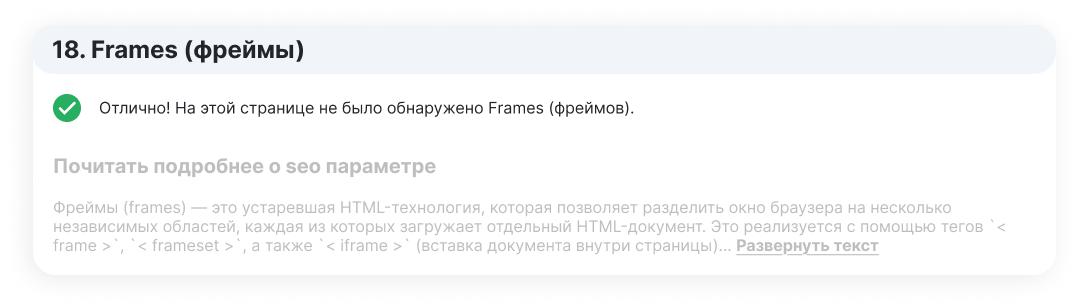 18. Frames (фреймы)
Отлично! На этой странице не было обнаружено Frames (фреймов).
Почитать подробнее о seo параметре
Фреймы (frames) — это устаревшая HTML-технология, которая позволяет разделить окно браузера на несколько
независимых областей, каждая из которых загружает отдельный HTML-документ. Это реализуется с помощью тегов `<
frame >`, `< frameset >`, а также `< iframe >` (вставка документа внутри страницы)... Развернуть текст